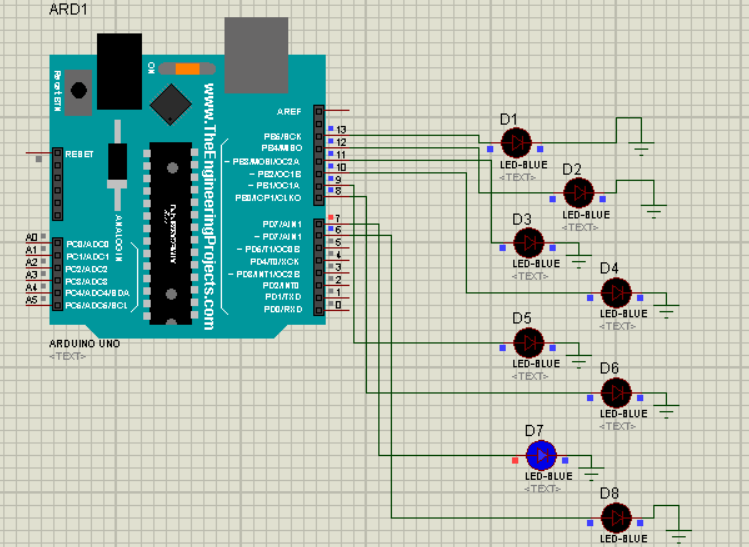 ARD1
Reset BTN
ON
www.TheEngineeringProjects.com
ANALOG IN
AREF
13
PB5/SCK
12
PB4/MISO
11
~ PB3/MOSI/OC2A
10
~ PB2/OC1B
9
~ PB1/OC1A
8
PB0/ICP1/CLKO
7
PD7/AIN1
6
PD7/AIN1
5
~ PD5/T1/OC0B
4
PD4/T0/XCK
3
~ PD3/INT1/OC2B
2
PD2/INT0
1
PD1/TXD
0
PD0/RXD
RESET
A0
PC0/ADC0
A1
PC1/ADC1
A2
PC2/ADC2
A3
PC3/ADC3
A4
PC4/ADC4/SDA
A5
PC5/ADC5/SCL
ARDUINO UNO
<TEXT>
D1
LED-BLUE
<TEXT>
D2
LED-BLUE
<TEXT>
D3
LED-BLUE
<TEXT>
D4
LED-BLUE
<TEXT>
D5
LED-BLUE
<TEXT>
D6
LED-BLUE
<TEXT>
D7
LED-BLUE
<TEXT>
D8
LED-BLUE